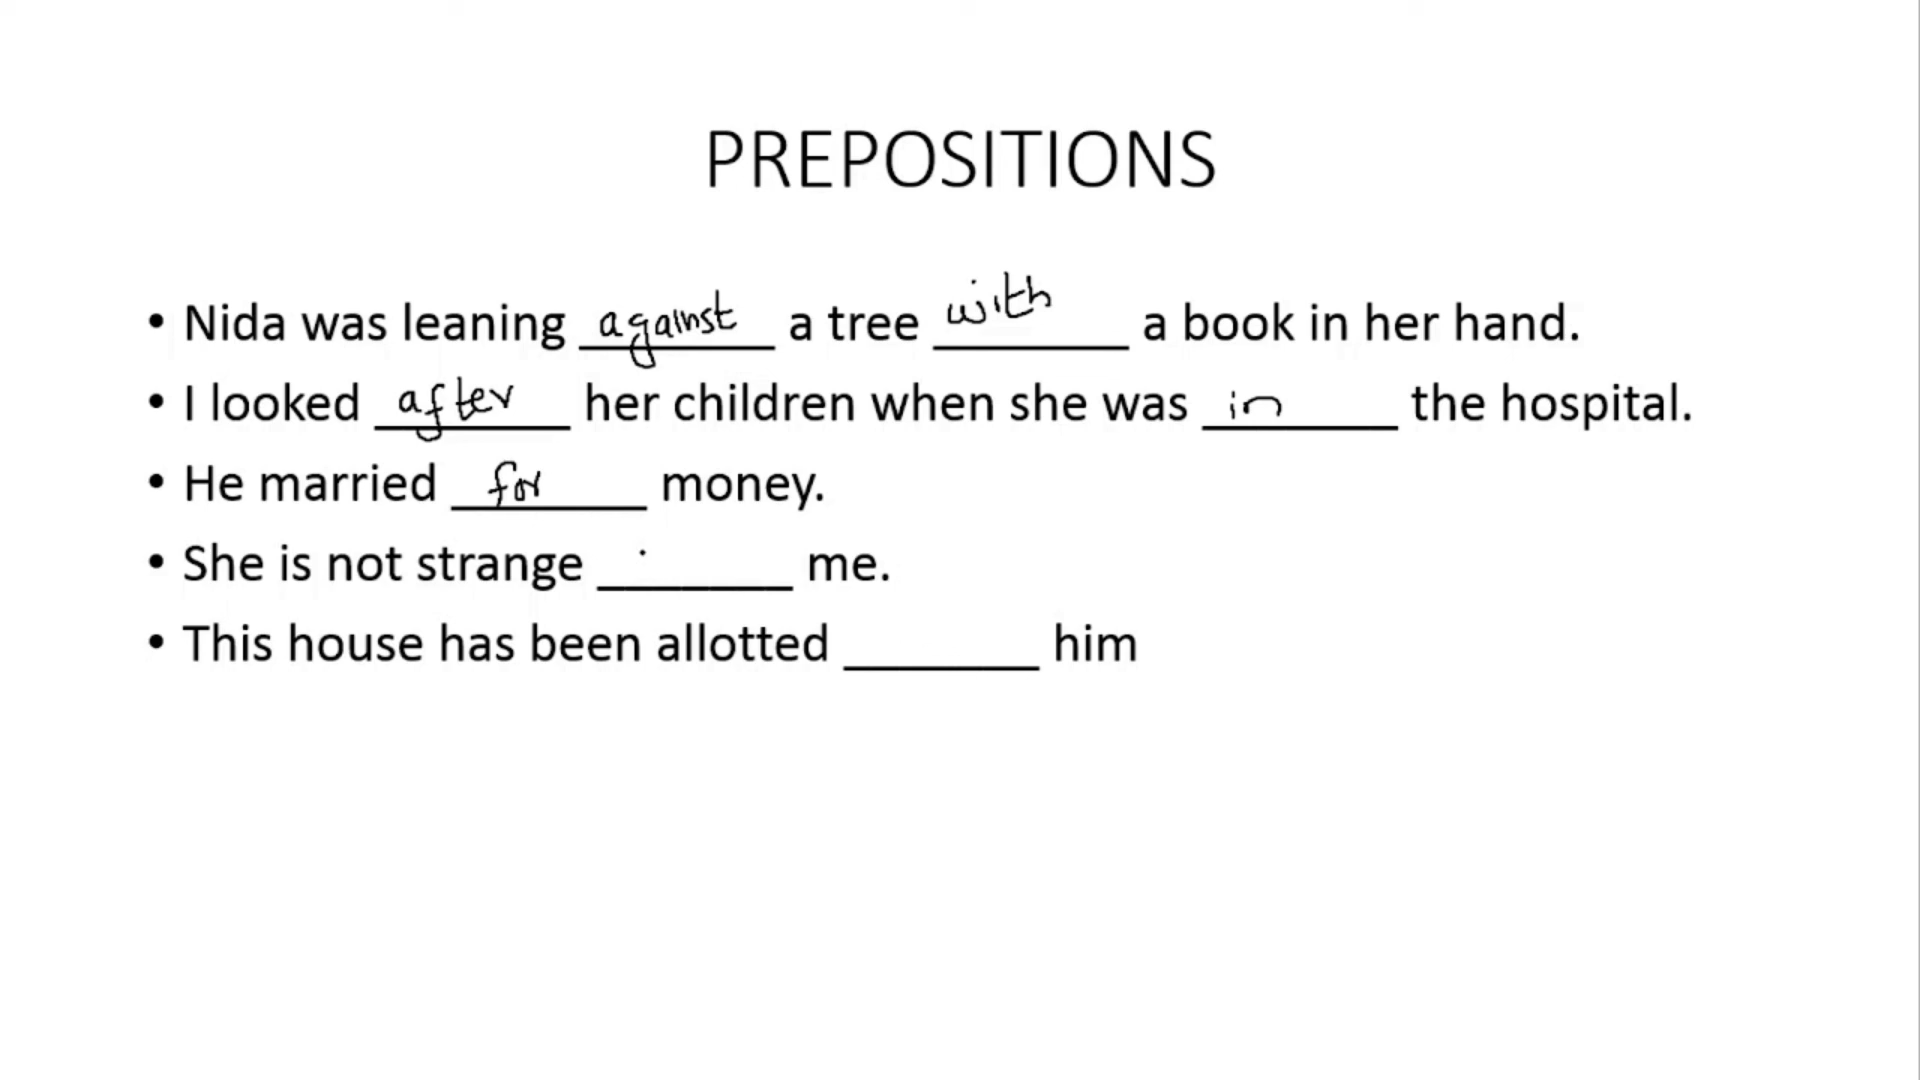 PREPOSITIONS
• Nida was leaning against a tree with a book in her hand.
• I looked after her children when she was in the hospital.
• He married for money.
• She is not strange ________ me.
• This house has been allotted ________ him